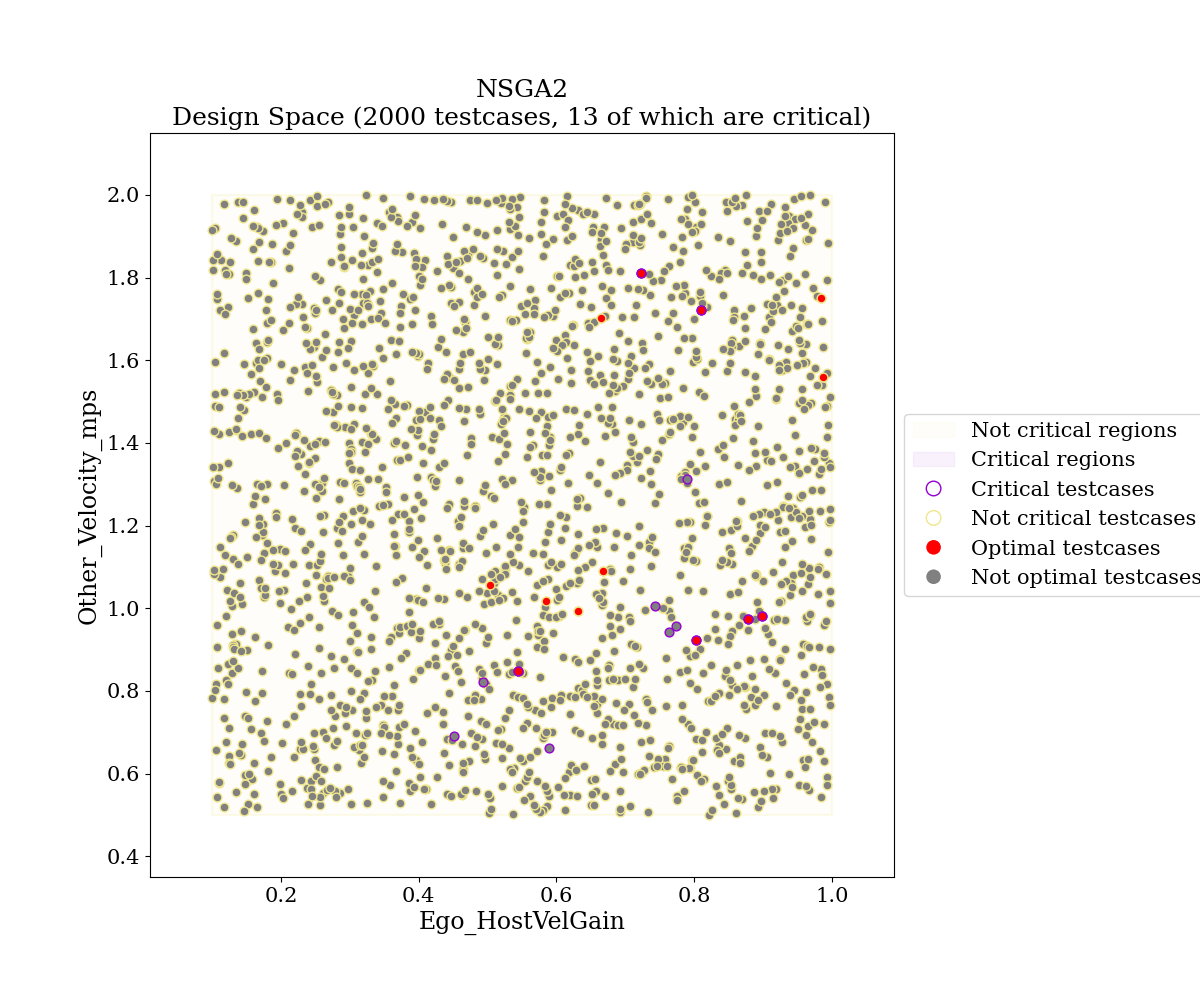 NSGA2
Design Space (2000 testcases, 13 of which are critical)
2.0
1.8
1.6
1.4
1.2
1.0
0.8
0.6
0.4
Other_Velocity_mps
0.2
0.4
0.6
0.8
1.0
Ego_HostVelGain
Not critical regions
Critical regions
Critical testcases
Not critical testcases
Optimal testcases
Not optimal testcases